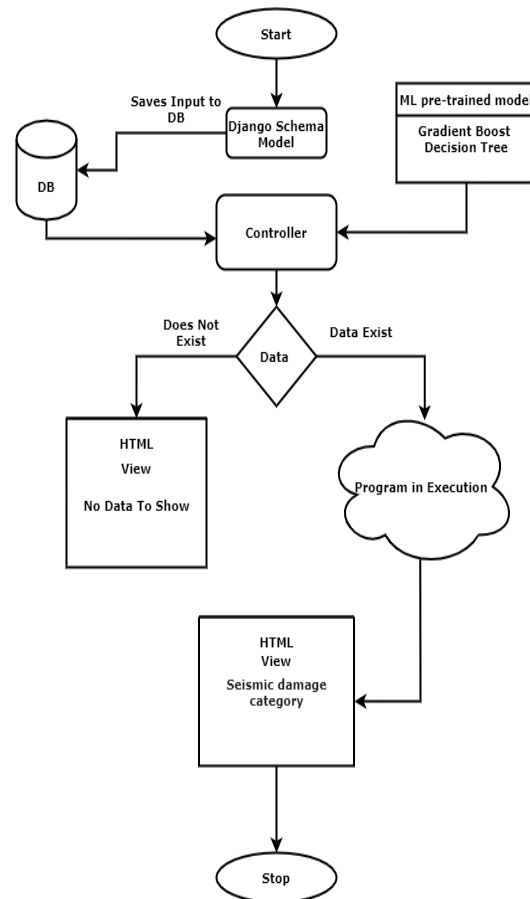 Start
Saves Input to
DB
Django Schema
Model
ML pre-trained model
Gradient Boost
Decision Tree
DB
Controller
Does Not
Exist
Data
Data Exist
HTML
View
No Data To Show
Program in Execution
HTML
View
Seismic damage
category
Stop